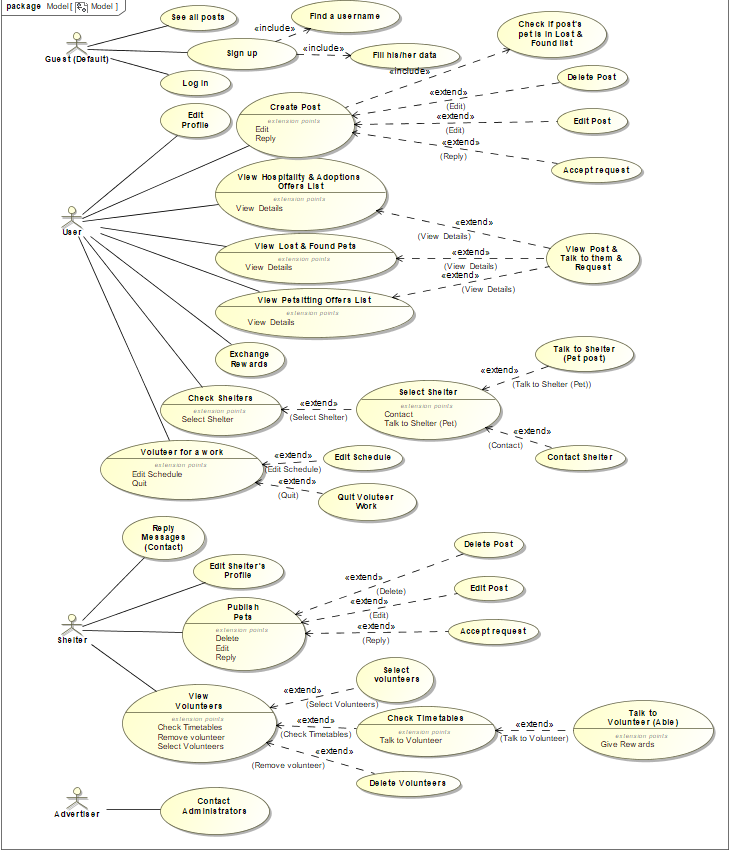 package Model [ Model ]
See all posts
Find a username
«include»
Guest (Default)
Sign up
«include»
Fill his/her data
Log in
Check if post's
pet is in Lost &
Found list
«include»
Edit
Profile
Create Post
extension points
Edit
Reply
«extend»
(Edit)
Delete Post
«extend»
(Edit)
Edit Post
«extend»
(Reply)
Accept request
View Hospitality & Adoptions
Offers List
extension points
View Details
User
«extend»
(View Details)
View Lost & Found Pets
extension points
View Details
«extend»
(View Details)
View Post &
Talk to them &
Request
«extend»
(View Details)
View Petsitting Offers List
extension points
View Details
Exchange
Rewards
Talk to Shelter
(Pet post)
«extend»
(Talk to Shelter (Pet))
Check Shelters
extension points
Select Shelter
«extend»
(Select Shelter)
Select Shelter
extension points
Contact
Talk to Shelter (Pet)
«extend»
(Contact)
Contact Shelter
Voluteer for a work
extension points
Edit Schedule
Quit
«extend»
(Edit Schedule)
Edit Schedule
«extend»
(Quit)
Quit Voluteer
Work
Reply
Messages
(Contact)
Edit Shelter's
Profile
Delete Post
«extend»
(Delete)
Shelter
Publish
Pets
extension points
Delete
Edit
Reply
«extend»
(Edit)
Edit Post
«extend»
(Reply)
Accept request
View
Volunteers
extension points
Check Timetables
Remove volunteer
Select Volunteers
«extend»
(Select Volunteers)
Select
volunteers
«extend»
(Check Timetables)
Check Timetables
extension points
Talk to Volunteer
«extend»
(Talk to Volunteer)
Talk to
Volunteer (Able)
extension points
Give Rewards
«extend»
(Remove volunteer)
Delete Volunteers
Advertiser
Contact
Administrators